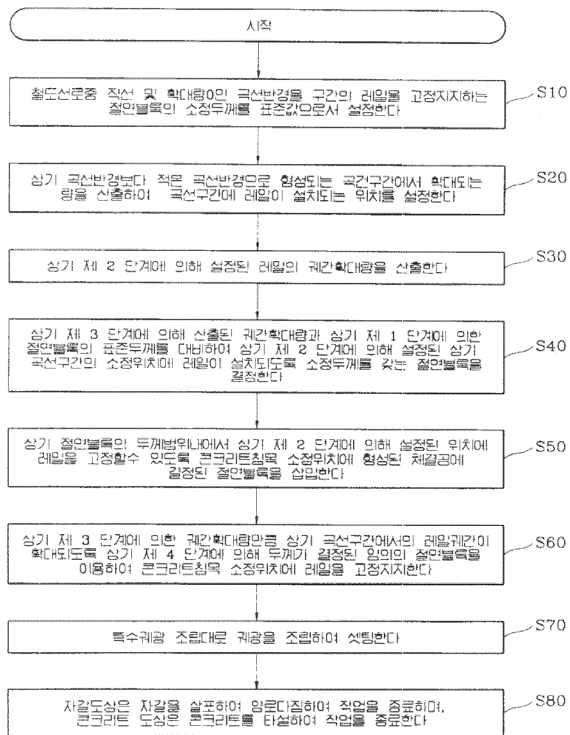 시작
철도선로중 직선 및 확대량0인 곡선반경을 구간의 레일을 고정지지하는
절연블록의 소정두께를 표준값으로서 설정한다
S10
상기 곡선반경보다 적은 곡선반경으로 형성되는 곡선구간에서 확대되는
량을 산출하여 곡선구간에 레일이 설치되는 위치를 설정한다
S20
상기 제 2 단계에 의해 설정된 레일의 궤간확대량을 산출한다
S30
상기 제 3 단계에 의해 산출된 궤간확대량과 상기 제 1 단계에 의한
절연블록의 표준두께를 대비하여 상기 제 2 단계에 의해 설정된 상기
곡선구간의 소정위치에 레일이 설치되도록 소정두께를 갖는 절연블록을
결정한다
S40
상기 절연블록의 두께범위내에서 상기 제 2 단계에 의해 설정된 위치에
레일을 고정할수 있도록 콘크리트침목 소정위치에 형성된 체결공에
결정된 절연블록을 삽입한다
S50
상기 제 3 단계에 의한 궤간확대량만큼 상기 곡선구간에서의 레일궤간이
확대되도록 상기 제 4 단계에 의해 두께가 결정된 임의의 절연블록을
이용하여 콘크리트침목 소정위치에 레일을 고정지지한다
S60
특수궤광 조립대로 궤광을 조립하여 셋팅한다
S70
자갈도상은 자갈을 살포하여 양로다짐하여 작업을 종료하며,
콘크리트 도상은 콘크리트를 타설하여 작업을 종료한다
S80